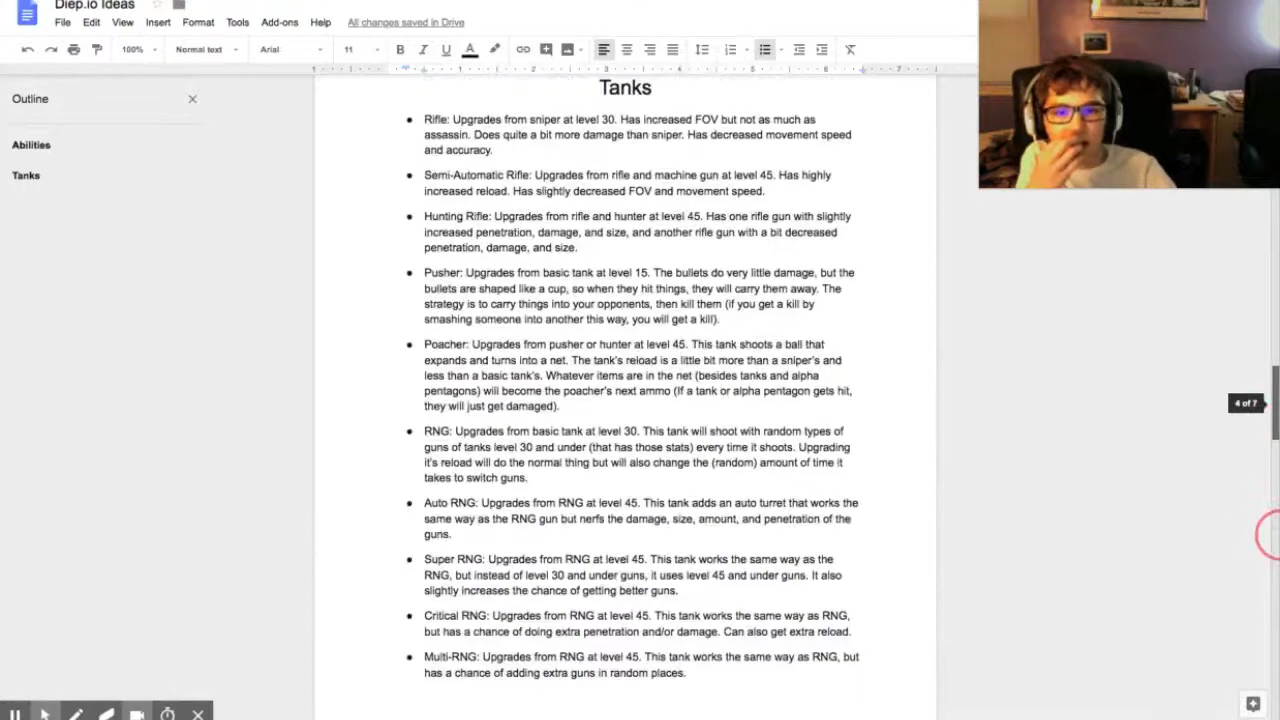 Diep.io Ideas
File Edit View Insert Format Tools Add-ons Help All changes saved in Drive
100% Normal text Arial 11 B I U A
1 1 2 3 4 5 6 7
Outline
Abilities
Tanks
Tanks
● Rifle: Upgrades from sniper at level 30. Has increased FOV but not as much as
assassin. Does quite a bit more damage than sniper. Has decreased movement speed
and accuracy.
● Semi-Automatic Rifle: Upgrades from rifle and machine gun at level 45. Has highly
increased reload. Has slightly decreased FOV and movement speed.
● Hunting Rifle: Upgrades from rifle and hunter at level 45. Has one rifle gun with slightly
increased penetration, damage, and size, and another rifle gun with a bit decreased
penetration, damage, and size.
● Pusher: Upgrades from basic tank at level 15. The bullets do very little damage, but the
bullets are shaped like a cup, so when they hit things, they will carry them away. The
strategy is to carry things into your opponents, then kill them (if you get a kill by
smashing someone into another this way, you will get a kill).
● Poacher: Upgrades from pusher or hunter at level 45. This tank shoots a ball that
expands and turns into a net. The tank's reload is a little bit more than a sniper's and
less than a basic tank's. Whatever items are in the net (besides tanks and alpha
pentagons) will become the poacher's next ammo (If a tank or alpha pentagon gets hit,
they will just get damaged).
● RNG: Upgrades from basic tank at level 30. This tank will shoot with random types of
guns of tanks level 30 and under (that has those stats) every time it shoots. Upgrading
it's reload will do the normal thing but will also change the (random) amount of time it
takes to switch guns.
● Auto RNG: Upgrades from RNG at level 45. This tank adds an auto turret that works the
same way as the RNG gun but nerfs the damage, size, amount, and penetration of the
guns.
● Super RNG: Upgrades from RNG at level 45. This tank works the same way as the
RNG, but instead of level 30 and under guns, it uses level 45 and under guns. It also
slightly increases the chance of getting better guns.
● Critical RNG: Upgrades from RNG at level 45. This tank works the same way as RNG,
but has a chance of doing extra penetration and/or damage. Can also get extra reload.
● Multi-RNG: Upgrades from RNG at level 45. This tank works the same way as RNG, but
has a chance of adding extra guns in random places.
4 of 7